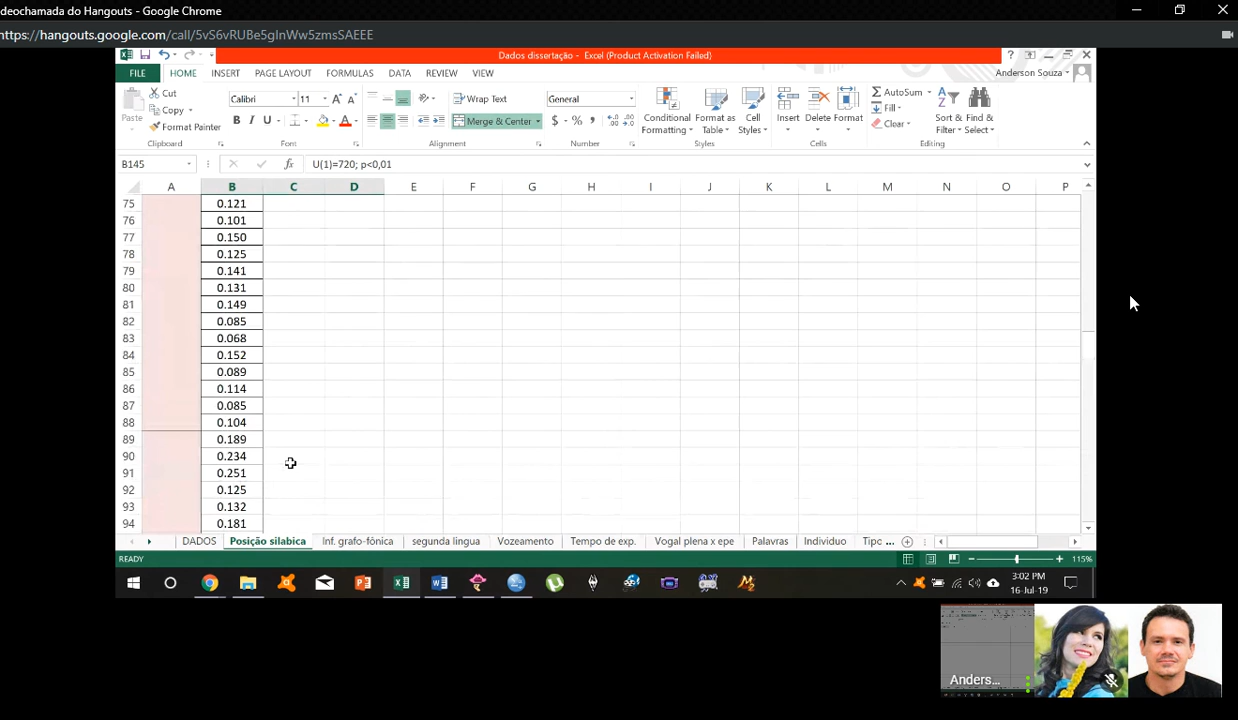 deochamada do Hangouts - Google Chrome
https://hangouts.google.com/call/5vS6vRUBe5glnWw5zmsSAEEE
Dados dissertação - Excel (Product Activation Failed)
FILE HOME INSERT PAGE LAYOUT FORMULAS DATA REVIEW VIEW Anderson Souza
Cut
Copy
Format Painter
Paste
Clipboard
Calibri 11
B I U
Font
Wrap Text
Merge & Center
Alignment
General
$ % ,
Number
Conditional Formatting
Format as Table
Cell Styles
Styles
Insert Delete Format
Cells
AutoSum
Fill
Clear
Sort & Filter
Find & Select
Editing
B145 fx U(1)=720; p<0,01
A B C D E F G H I J K L M N O P
75 0.121
76 0.101
77 0.150
78 0.125
79 0.141
80 0.131
81 0.149
82 0.085
83 0.068
84 0.152
85 0.089
86 0.114
87 0.085
88 0.104
89 0.189
90 0.234
91 0.251
92 0.125
93 0.132
94 0.181
... DADOS Posição silabica Inf. grafo-fônica segunda lingua Vozeamento Tempo de exp. Vogal plena x epe Palavras Individuo Tipo ...
READY 115%
3:02 PM
16-Jul-19
Anders...